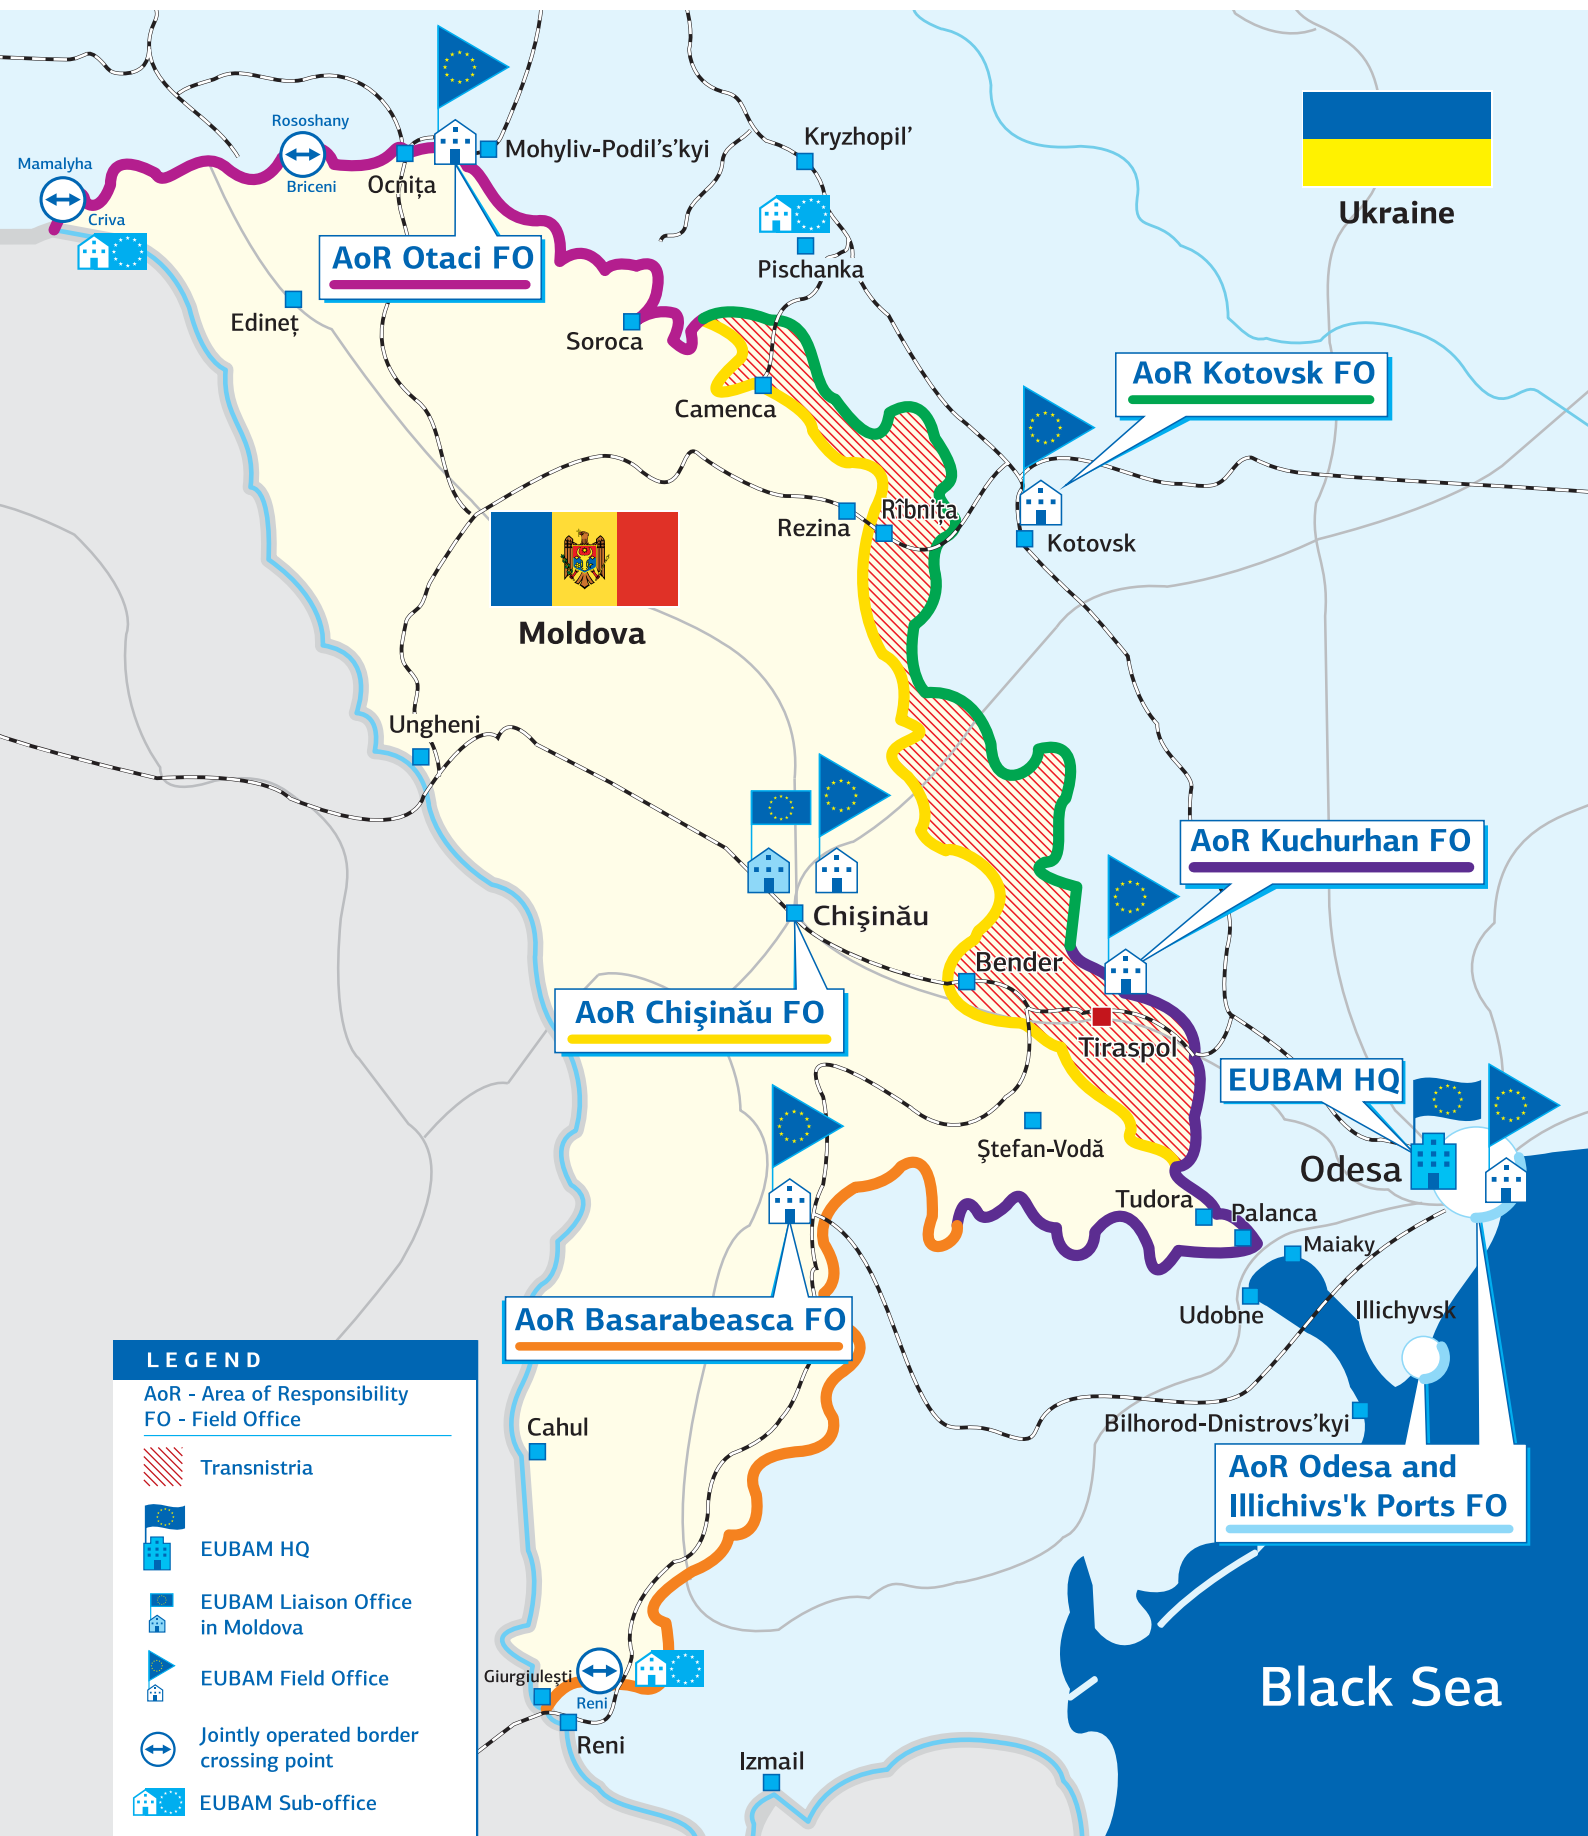 Rososhany
Mamalyha
Briceni
Criva
Ocnița
Mohyliv-Podil's'kyi
Kryzhopil'
Ukraine
AoR Otaci FO
Pischanka
Edineț
Soroca
AoR Kotovsk FO
Camenca
Rezina
Rîbnița
Kotovsk
Moldova
Ungheni
AoR Kuchurhan FO
Chişinău
Bender
AoR Chişinău FO
Tiraspol
EUBAM HQ
Ştefan-Vodă
Odesa
Tudora
Palanca
Maiaky
Udobne
Illichyvsk
AoR Basarabeasca FO
Cahul
Bilhorod-Dnistrovs'kyi
AoR Odesa and
Illichivs'k Ports FO
Giurgiuleşti
Reni
Reni
Izmail
Black Sea
LEGEND
AoR - Area of Responsibility
FO - Field Office
Transnistria
EUBAM HQ
EUBAM Liaison Office
in Moldova
EUBAM Field Office
Jointly operated border
crossing point
EUBAM Sub-office